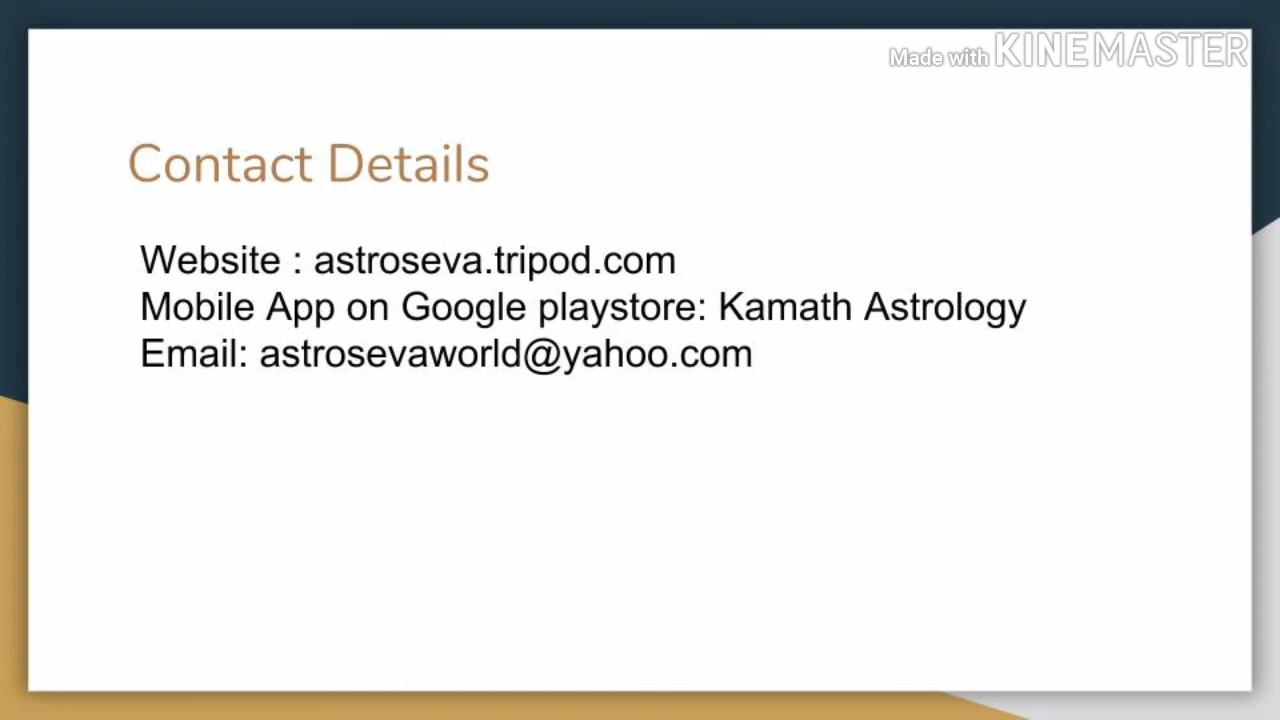 Made with KINEMASTER
Contact Details
Website : astroseva.tripod.com
Mobile App on Google playstore: Kamath Astrology
Email: astrosevaworld@yahoo.com